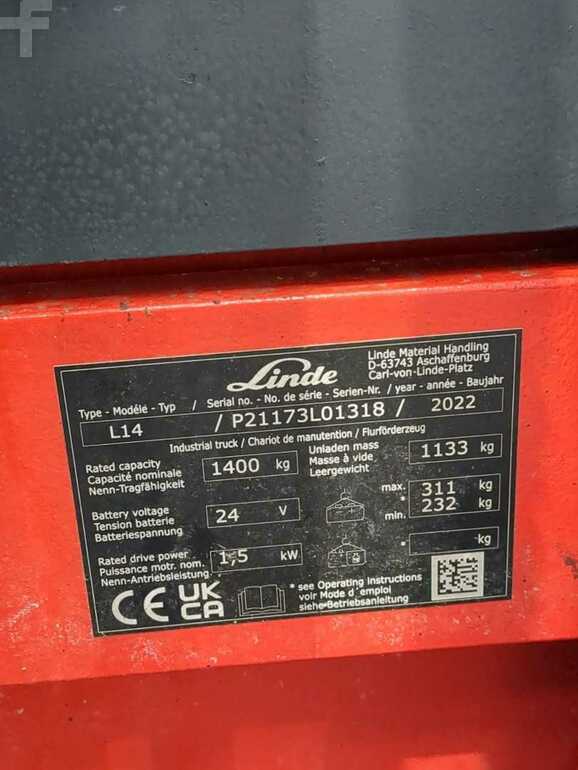 Linde
Linde Material Handling
D-63743 Aschaffenburg
Carl-von-Linde-Platz
Type - Modéle - Typ / Serial no. - No. de série - Serien-Nr. / year - année - Baujahr
L14 / P21173L01318 / 2022
Industrial truck / Chariot de manutention / Flurförderzeug
Rated capacity
Capacité nominale
Nenn-Tragfähigkeit
1400 kg
Unladen mass
Masse à vide
Leergewicht
1133 kg
Battery voltage
Tension batterie
Batteriespannung
24 V
max. 311 kg
* min. 232 kg
Rated drive power
Puissance motr. nom.
Nenn-Antriebsleistung
1,5 kW
* kg
CE UK CA
* see Operating Instructions
voir Mode d'emploi
siehe Betriebsanleitung